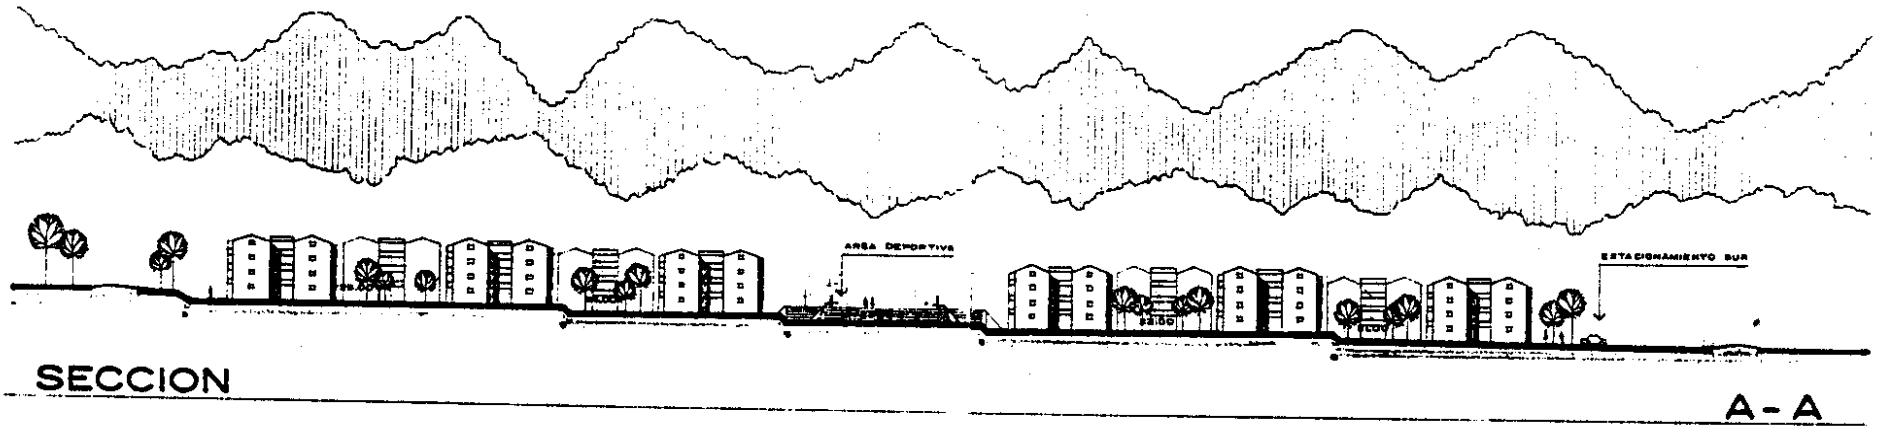 AREA DEPORTIVA
ESTACIONAMIENTO SUR
SECCION
A - A